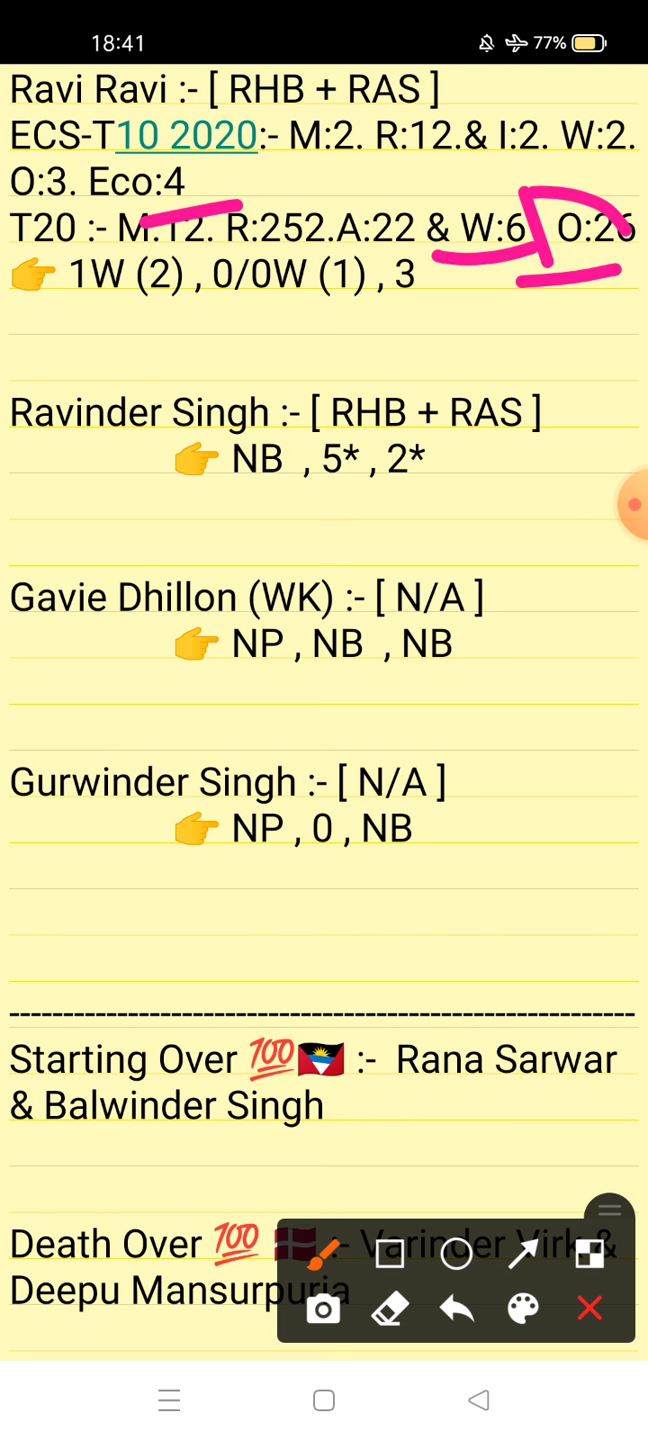 18:41
77%
Ravi Ravi :- [ RHB + RAS ]
ECS-T10 2020:- M:2. R:12.& I:2. W:2.
O:3. Eco:4
T20 :- M:12. R:252.A:22 & W:6 O:26
👉 1W (2) , 0/0W (1) , 3
Ravinder Singh :- [ RHB + RAS ]
👉 NB , 5* , 2*
Gavie Dhillon (WK) :- [ N/A ]
👉 NP , NB , NB
Gurwinder Singh :- [ N/A ]
👉 NP , 0 , NB
----------------------------------------------------------
Starting Over 💯🇦🇬 :- Rana Sarwar
& Balwinder Singh
Death Over 💯 🇩🇰 :- Varinder Virk &
Deepu Mansurpuria